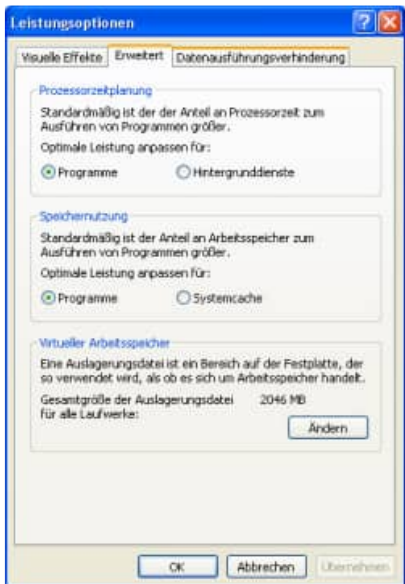 Leistungsoptionen
Visuelle Effekte Erweitert Datenausführungsverhinderung
Prozessorzeitplanung
Standardmäßig ist der der Anteil an Prozessorzeit zum
Ausführen von Programmen größer.
Optimale Leistung anpassen für:
Programme Hintergrunddienste
Speichernutzung
Standardmäßig ist der Anteil an Arbeitsspeicher zum
Ausführen von Programmen größer.
Optimale Leistung anpassen für:
Programme Systemcache
Virtueller Arbeitsspeicher
Eine Auslagerungsdatei ist ein Bereich auf der Festplatte, der
so verwendet wird, als ob es sich um Arbeitsspeicher handelt.
Gesamtgröße der Auslagerungsdatei 2046 MB
für alle Laufwerke:
Ändern
OK Abbrechen Übernehmen